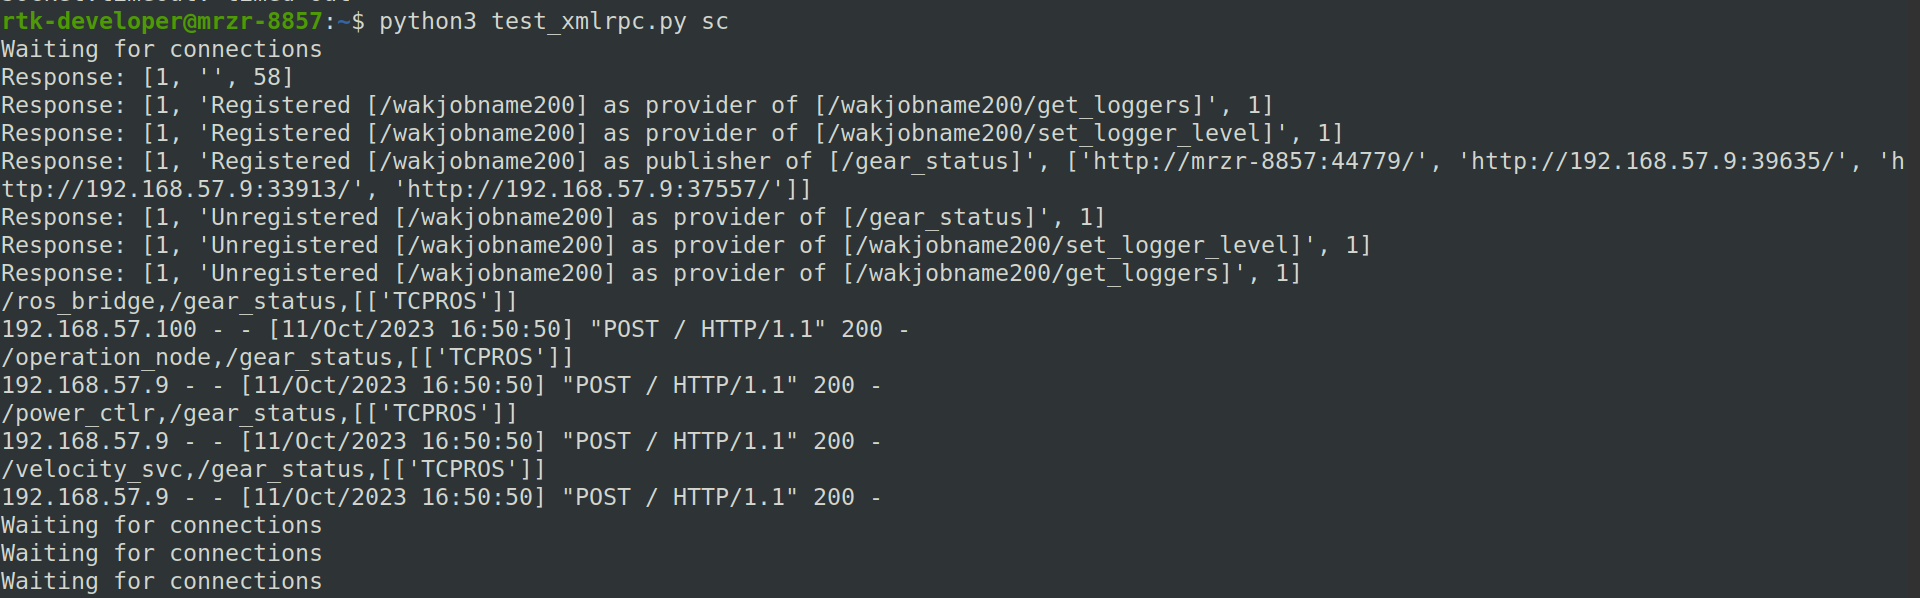 rtk-developer@mrzr-8857:~$ python3 test_xmlrpc.py sc
Waiting for connections
Response: [1, '', 58]
Response: [1, 'Registered [/wakjobname200] as provider of [/wakjobname200/get_loggers]', 1]
Response: [1, 'Registered [/wakjobname200] as provider of [/wakjobname200/set_logger_level]', 1]
Response: [1, 'Registered [/wakjobname200] as publisher of [/gear_status]', ['http://mrzr-8857:44779/', 'http://192.168.57.9:39635/', 'h
ttp://192.168.57.9:33913/', 'http://192.168.57.9:37557/']]
Response: [1, 'Unregistered [/wakjobname200] as provider of [/gear_status]', 1]
Response: [1, 'Unregistered [/wakjobname200] as provider of [/wakjobname200/set_logger_level]', 1]
Response: [1, 'Unregistered [/wakjobname200] as provider of [/wakjobname200/get_loggers]', 1]
/ros_bridge,/gear_status,[['TCPROS']]
192.168.57.100 - - [11/Oct/2023 16:50:50] "POST / HTTP/1.1" 200 -
/operation_node,/gear_status,[['TCPROS']]
192.168.57.9 - - [11/Oct/2023 16:50:50] "POST / HTTP/1.1" 200 -
/power_ctlr,/gear_status,[['TCPROS']]
192.168.57.9 - - [11/Oct/2023 16:50:50] "POST / HTTP/1.1" 200 -
/velocity_svc,/gear_status,[['TCPROS']]
192.168.57.9 - - [11/Oct/2023 16:50:50] "POST / HTTP/1.1" 200 -
Waiting for connections
Waiting for connections
Waiting for connections